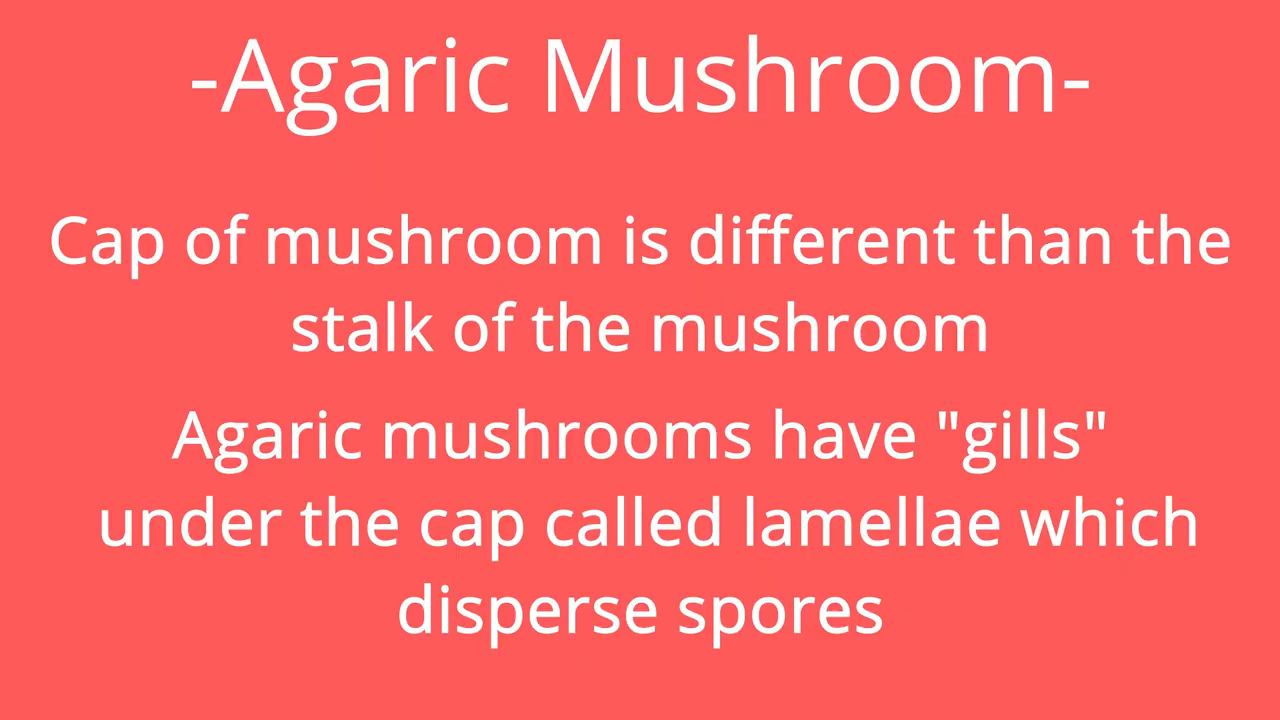 -Agaric Mushroom-
Cap of mushroom is different than the
stalk of the mushroom
Agaric mushrooms have "gills"
under the cap called lamellae which
disperse spores